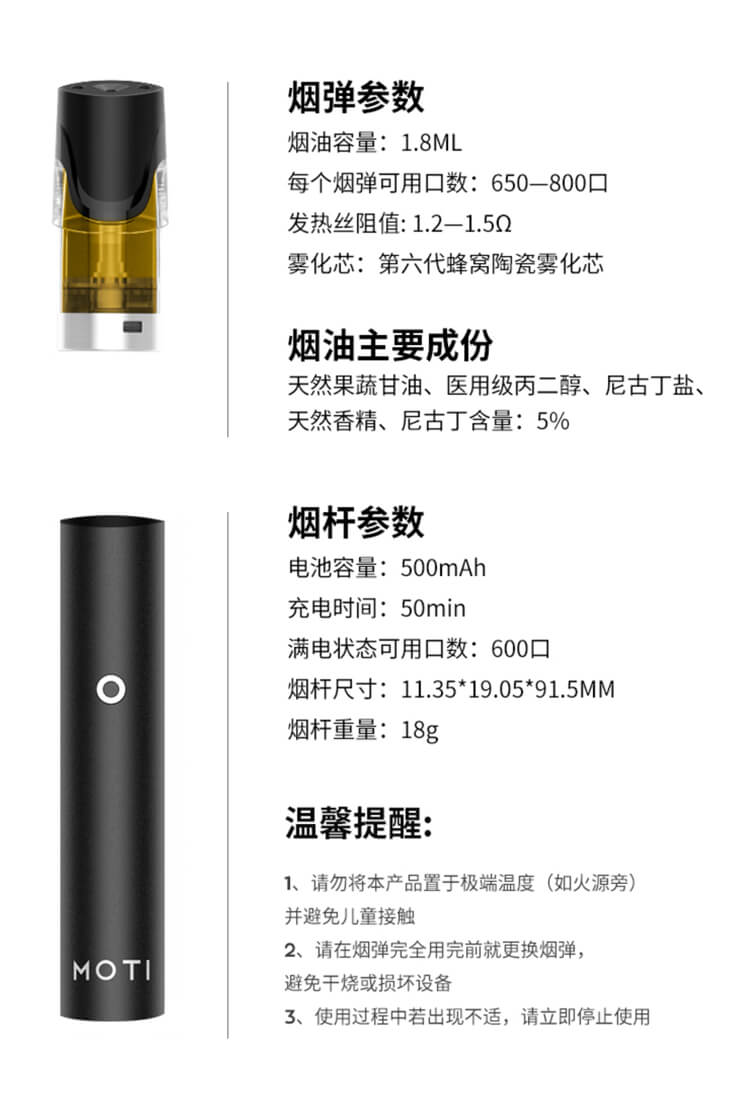 烟弹参数
烟油容量：1.8ML
每个烟弹可用口数：650—800口
发热丝阻值: 1.2—1.5Ω
雾化芯：第六代蜂窝陶瓷雾化芯
烟油主要成份
天然果蔬甘油、医用级丙二醇、尼古丁盐、
天然香精、尼古丁含量：5%
烟杆参数
电池容量：500mAh
充电时间：50min
满电状态可用口数：600口
烟杆尺寸：11.35*19.05*91.5MM
烟杆重量：18g
MOTI
温馨提醒:
1、请勿将本产品置于极端温度（如火源旁）
并避免儿童接触
2、请在烟弹完全用完前就更换烟弹，
避免干烧或损坏设备
3、使用过程中若出现不适，请立即停止使用